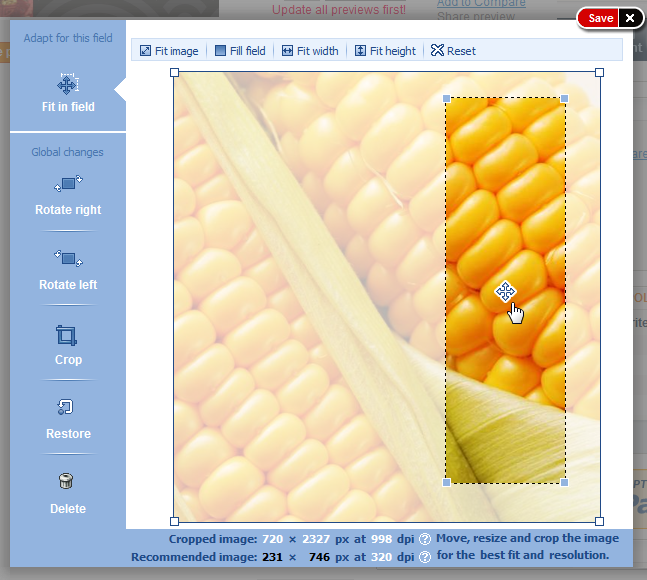 Update all previews first!
Add to Compare
Share preview
Save
Adapt for this field
Fit image
Fill field
Fit width
Fit height
Reset
Fit in field
Global changes
Rotate right
Rotate left
Crop
Restore
Delete
Cropped image: 720 × 2327 px at 998 dpi ? Move, resize and crop the image
Recommended image: 231 × 746 px at 320 dpi ? for the best fit and resolution.